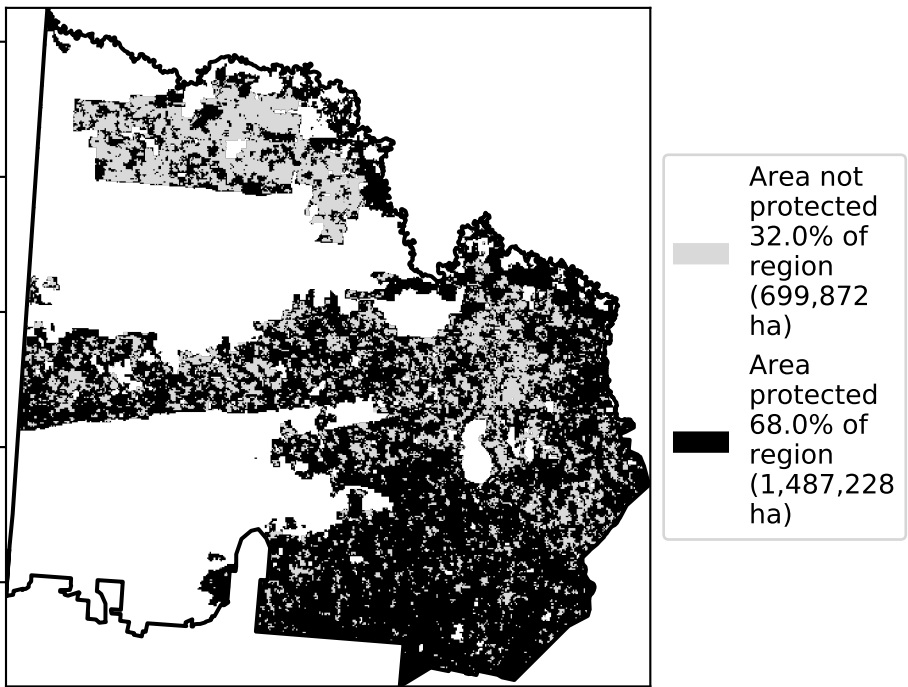 Area not
protected
32.0% of
region
(699,872
ha)
Area
protected
68.0% of
region
(1,487,228
ha)